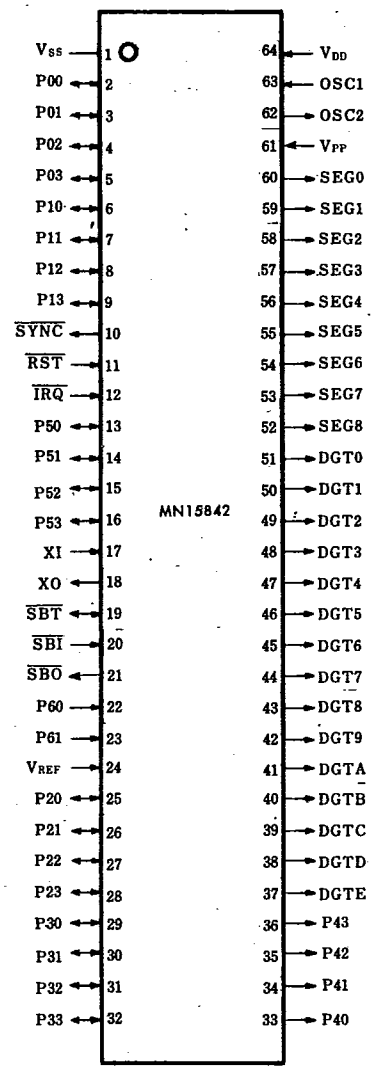 Vss 1 64 VDD
P00 2 63 OSC1
P01 3 62 OSC2
P02 4 61 VPP
P03 5 60 SEG0
P10 6 59 SEG1
P11 7 58 SEG2
P12 8 57 SEG3
P13 9 56 SEG4
SYNC 10 55 SEG5
RST 11 54 SEG6
IRQ 12 53 SEG7
P50 13 52 SEG8
P51 14 51 DGT0
P52 15 50 DGT1
P53 16 MN15842 49 DGT2
XI 17 48 DGT3
XO 18 47 DGT4
SBT 19 46 DGT5
SBI 20 45 DGT6
SBO 21 44 DGT7
P60 22 43 DGT8
P61 23 42 DGT9
VREF 24 41 DGTA
P20 25 40 DGTB
P21 26 39 DGTC
P22 27 38 DGTD
P23 28 37 DGTE
P30 29 36 P43
P31 30 35 P42
P32 31 34 P41
P33 32 33 P40